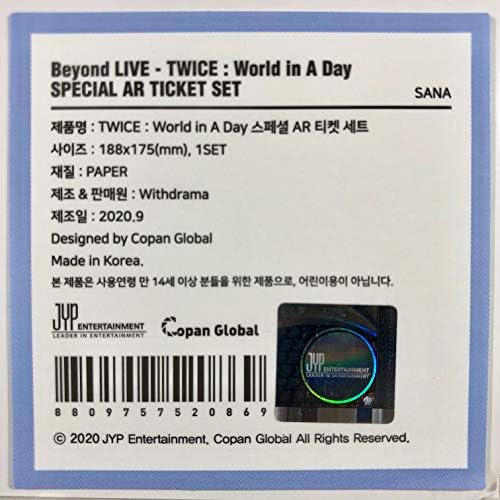 Beyond LIVE - TWICE : World in A Day
SPECIAL AR TICKET SET
SANA
제품명 : TWICE : World in A Day 스페셜 AR 티켓 세트
사이즈 : 188x175(mm), 1SET
재질 : PAPER
제조 & 판매원 : Withdrama
제조일 : 2020.9
Designed by Copan Global
Made in Korea.
본 제품은 사용연령 만 14세 이상 분들을 위한 제품으로, 어린이용이 아닙니다.
JYP ENTERTAINMENT
LEADER IN ENTERTAINMENT
Copan Global
JYP
ENTERTAINMENT
LEADER IN ENTERTAINMENT
8809757520869
© 2020 JYP Entertainment. Copan Global All Rights Reserved.